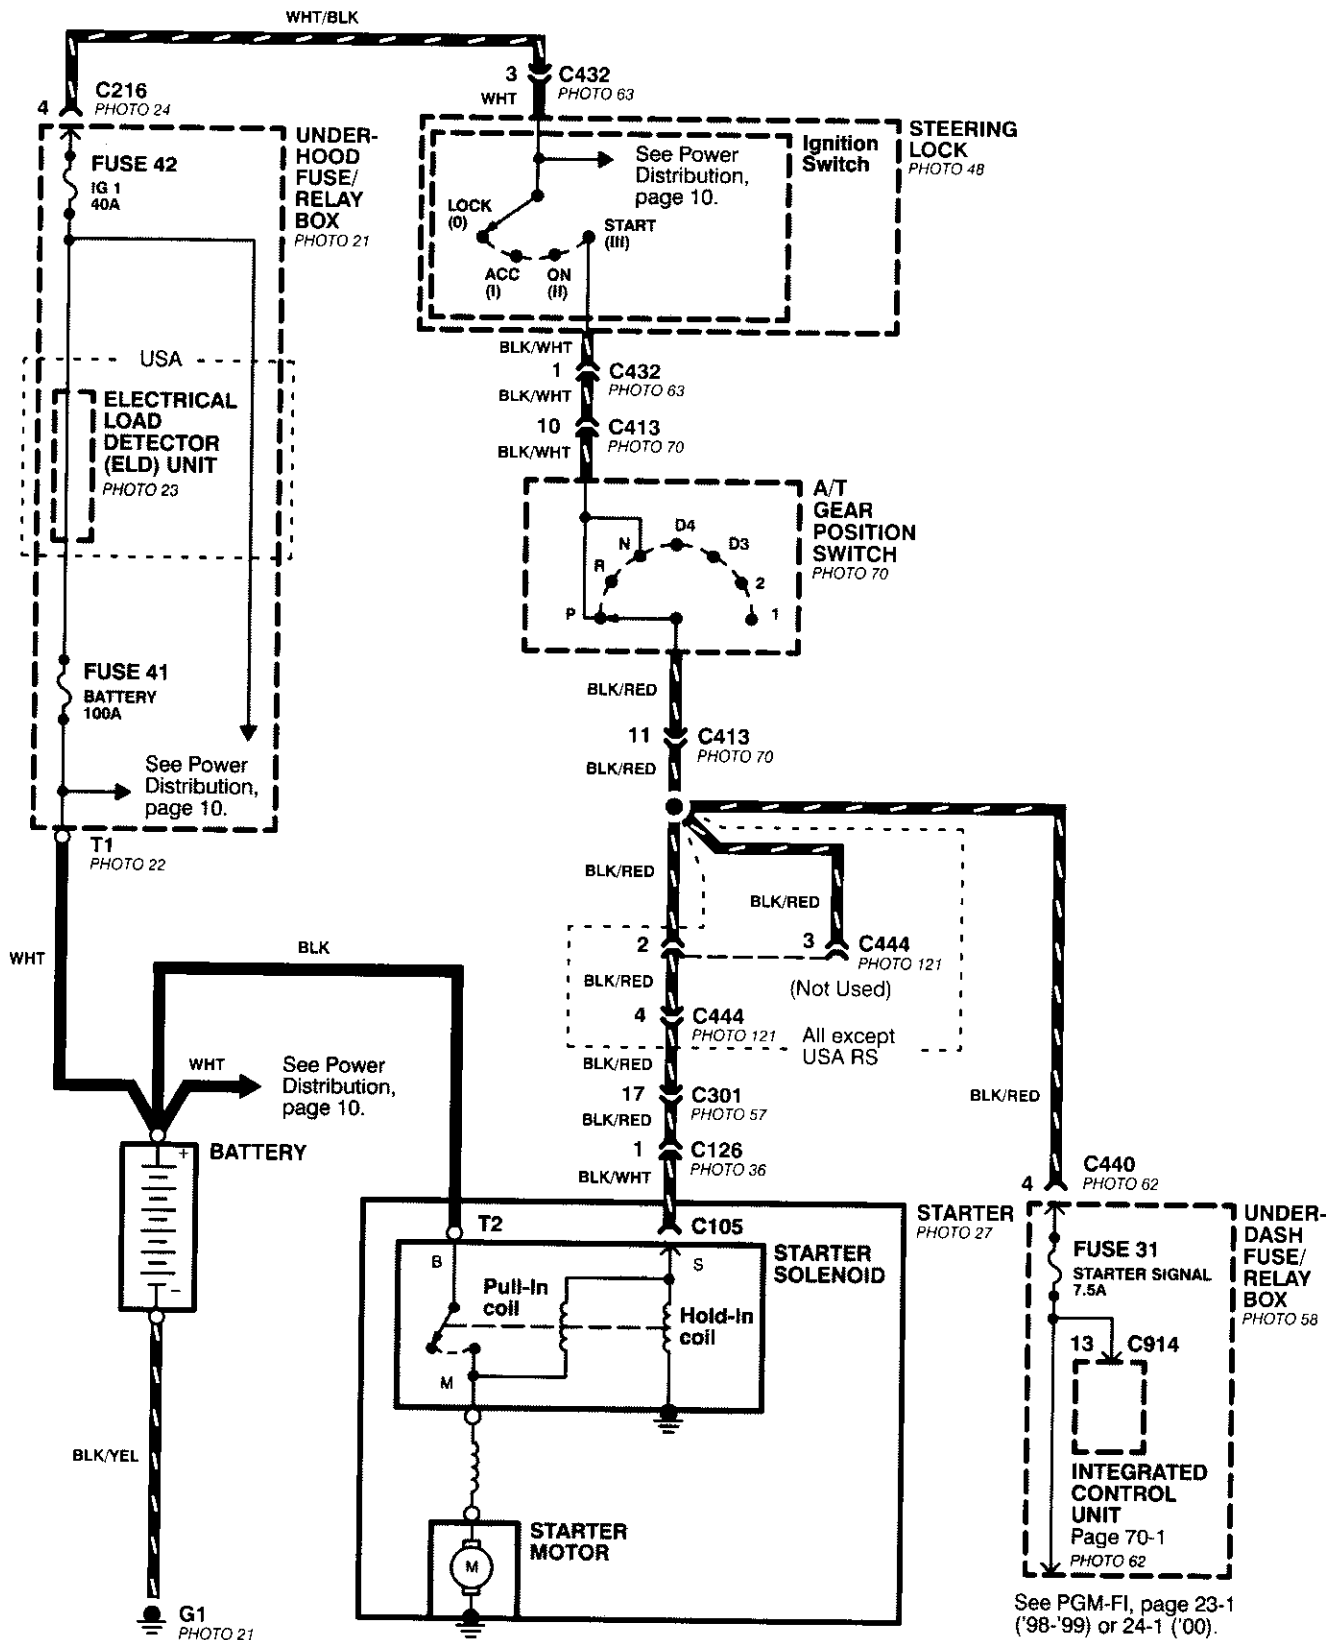 WHT/BLK
C216
PHOTO 24
4
3
C432
PHOTO 63
WHT
UNDER-
HOOD
FUSE/
RELAY
BOX
PHOTO 21
FUSE 42
IG 1
40A
STEERING
LOCK
PHOTO 48
Ignition
Switch
See Power
Distribution,
page 10.
LOCK
(0)
START
(III)
ACC
(I)
ON
(II)
BLK/WHT
1
C432
PHOTO 63
BLK/WHT
10
C413
PHOTO 70
BLK/WHT
USA
ELECTRICAL
LOAD
DETECTOR
(ELD) UNIT
PHOTO 23
A/T
GEAR
POSITION
SWITCH
PHOTO 70
D4
N
D3
R
2
P
1
FUSE 41
BATTERY
100A
See Power
Distribution,
page 10.
T1
PHOTO 22
BLK/RED
11
C413
PHOTO 70
BLK/RED
BLK/RED
BLK/RED
2
3
C444
PHOTO 121
(Not Used)
BLK/RED
4
C444
PHOTO 121
All except
USA RS
BLK/RED
17
C301
PHOTO 57
BLK/RED
1
C126
PHOTO 36
BLK/WHT
BLK/RED
WHT
BLK
WHT
See Power
Distribution,
page 10.
BATTERY
+
-
BLK/YEL
G1
PHOTO 21
T2
C105
STARTER
PHOTO 27
STARTER
SOLENOID
B
S
Pull-in
coil
Hold-in
coil
M
STARTER
MOTOR
M
4
C440
PHOTO 62
UNDER-
DASH
FUSE/
RELAY
BOX
PHOTO 58
FUSE 31
STARTER SIGNAL
7.5A
13
C914
INTEGRATED
CONTROL
UNIT
Page 70-1
PHOTO 62
See PGM-FI, page 23-1
('98-'99) or 24-1 ('00).